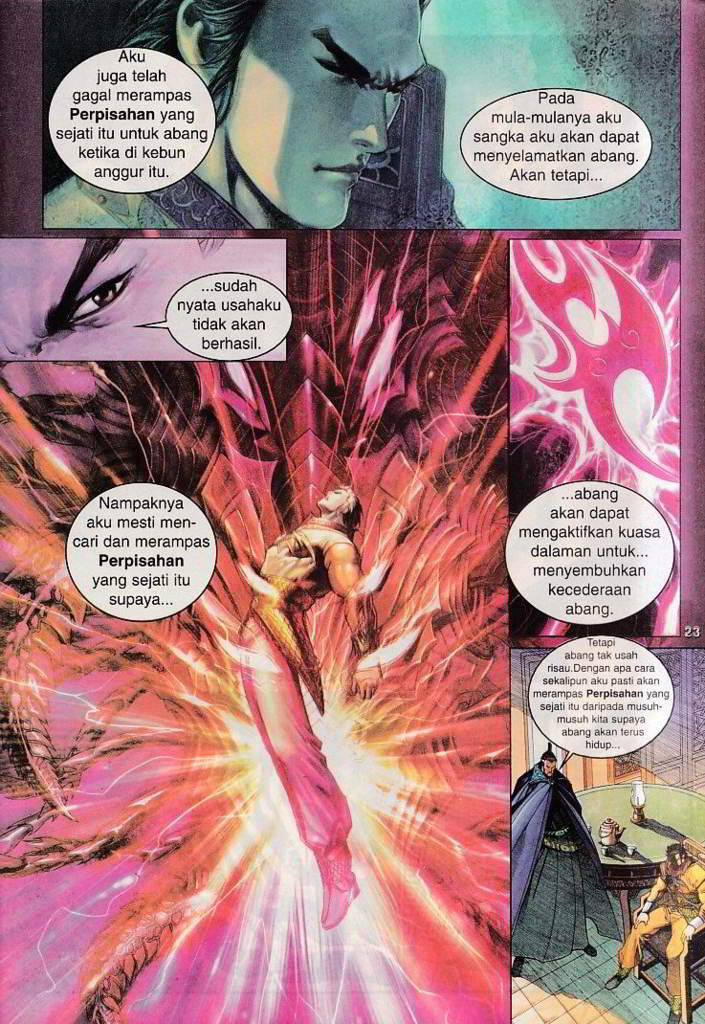 Aku
juga telah
gagal merampas
Perpisahan yang
sejati itu untuk abang
ketika di kebun
anggur itu.
Pada
mula-mulanya aku
sangka aku akan dapat
menyelamatkan abang.
Akan tetapi...
...sudah
nyata usahaku
tidak akan
berhasil.
Nampaknya
aku mesti men-
cari dan merampas
Perpisahan
yang sejati itu
supaya...
...abang
akan dapat
mengaktifkan kuasa
dalaman untuk...
menyembuhkan
kecederaan
abang.
23
Tetapi
abang tak usah
risau.Dengan apa cara
sekalipun aku pasti akan
merampas Perpisahan yang
sejati itu daripada musuh-
musuh kita supaya
abang akan terus
hidup...